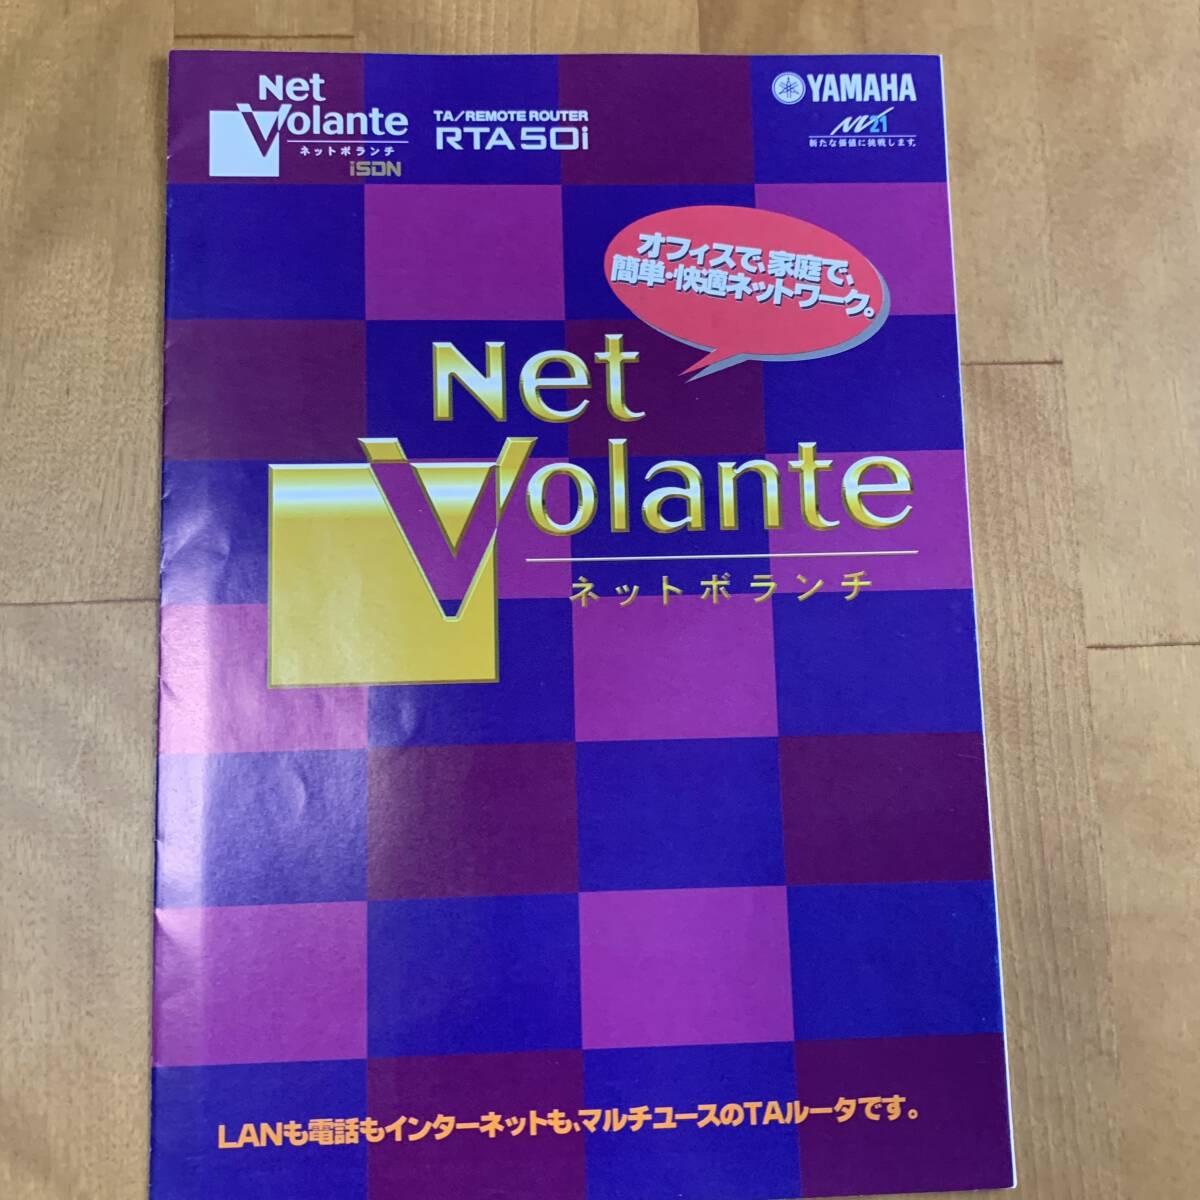 Net
Volante
ネットボランチ
iSDN
TA/REMOTE ROUTER
RTA50i
YAMAHA
NV21
新たな価値に挑戦します。
オフィスで、家庭で、
簡単・快適ネットワーク。
Net
Volante
ネットボランチ
LANも電話もインターネットも、マルチユースのTAルータです。